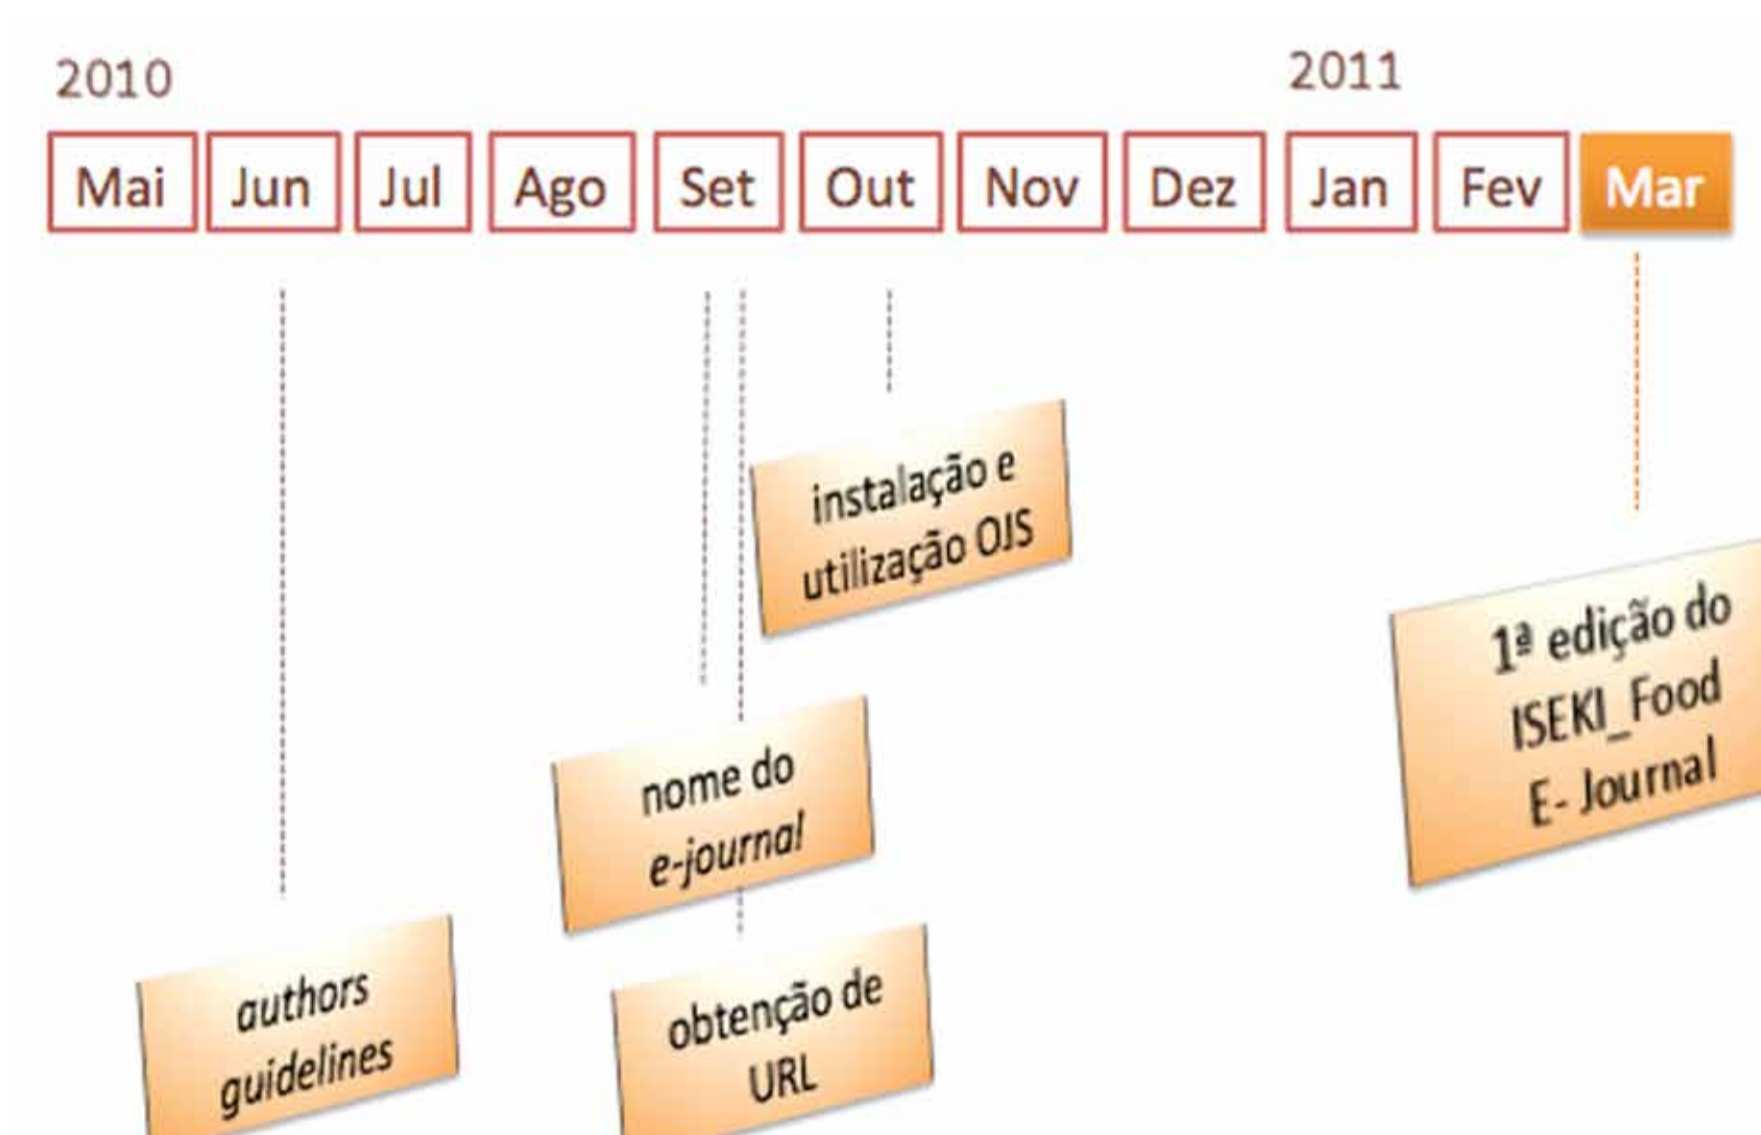 2010
2011
Mai Jun Jul Ago Set Out Nov Dez Jan Fev Mar
instalação e
utilização OJS
1ª edição do
ISEKI_Food
E- Journal
nome do
e-journal
authors
guidelines
obtenção de
URL